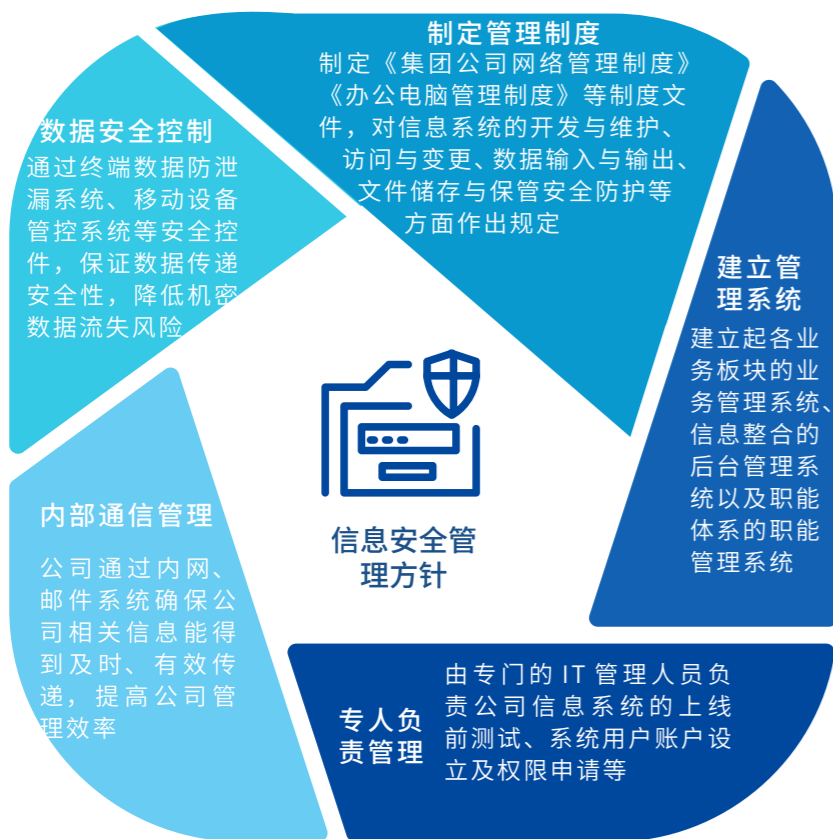 制定管理制度
制定《集团公司网络管理制度》
《办公电脑管理制度》等制度文
件，对信息系统的开发与维护、
访问与变更、数据输入与输出、
文件储存与保管安全防护等
方面作出规定
数据安全控制
通过终端数据防泄
漏系统、移动设备
管控系统等安全控
件，保证数据传递
安全性，降低机密
数据流失风险
建立管
理系统
建立起各业
务板块的业
务管理系统、
信息整合的
后台管理系
统以及职能
体系的职能
管理系统
信息安全管
理方针
内部通信管理
公司通过内网、
邮件系统确保公
司相关信息能得
到及时、有效传
递，提高公司管
理效率
专人负
责管理
由专门的 IT 管理人员负
责公司信息系统的上线
前测试、系统用户账户设
立及权限申请等